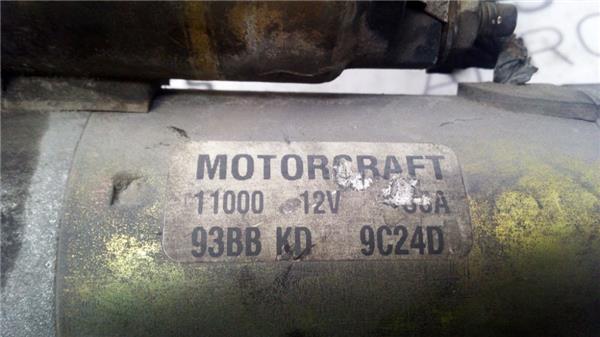 MOTORCRAFT
11000 12V
93BB KD 9C24D